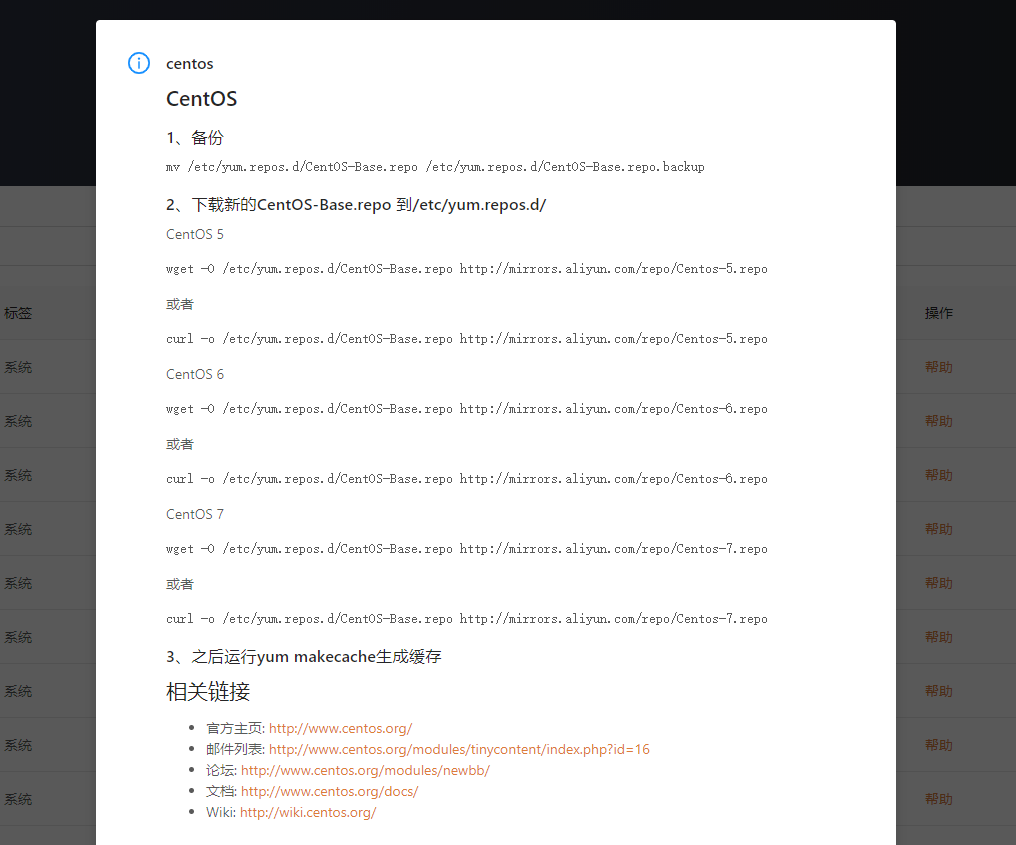 centos
CentOS
1、备份
mv /etc/yum.repos.d/CentOS-Base.repo /etc/yum.repos.d/CentOS-Base.repo.backup
2、下载新的CentOS-Base.repo 到/etc/yum.repos.d/
CentOS 5
wget -O /etc/yum.repos.d/CentOS-Base.repo http://mirrors.aliyun.com/repo/Centos-5.repo
或者
curl -o /etc/yum.repos.d/CentOS-Base.repo http://mirrors.aliyun.com/repo/Centos-5.repo
CentOS 6
wget -O /etc/yum.repos.d/CentOS-Base.repo http://mirrors.aliyun.com/repo/Centos-6.repo
或者
curl -o /etc/yum.repos.d/CentOS-Base.repo http://mirrors.aliyun.com/repo/Centos-6.repo
CentOS 7
wget -O /etc/yum.repos.d/CentOS-Base.repo http://mirrors.aliyun.com/repo/Centos-7.repo
或者
curl -o /etc/yum.repos.d/CentOS-Base.repo http://mirrors.aliyun.com/repo/Centos-7.repo
3、之后运行yum makecache生成缓存
相关链接
官方主页: http://www.centos.org/
邮件列表: http://www.centos.org/modules/tinycontent/index.php?id=16
论坛: http://www.centos.org/modules/newbb/
文档: http://www.centos.org/docs/
Wiki: http://wiki.centos.org/
标签
操作
系统
帮助
系统
帮助
系统
帮助
系统
帮助
系统
帮助
系统
帮助
系统
帮助
系统
帮助
系统
帮助